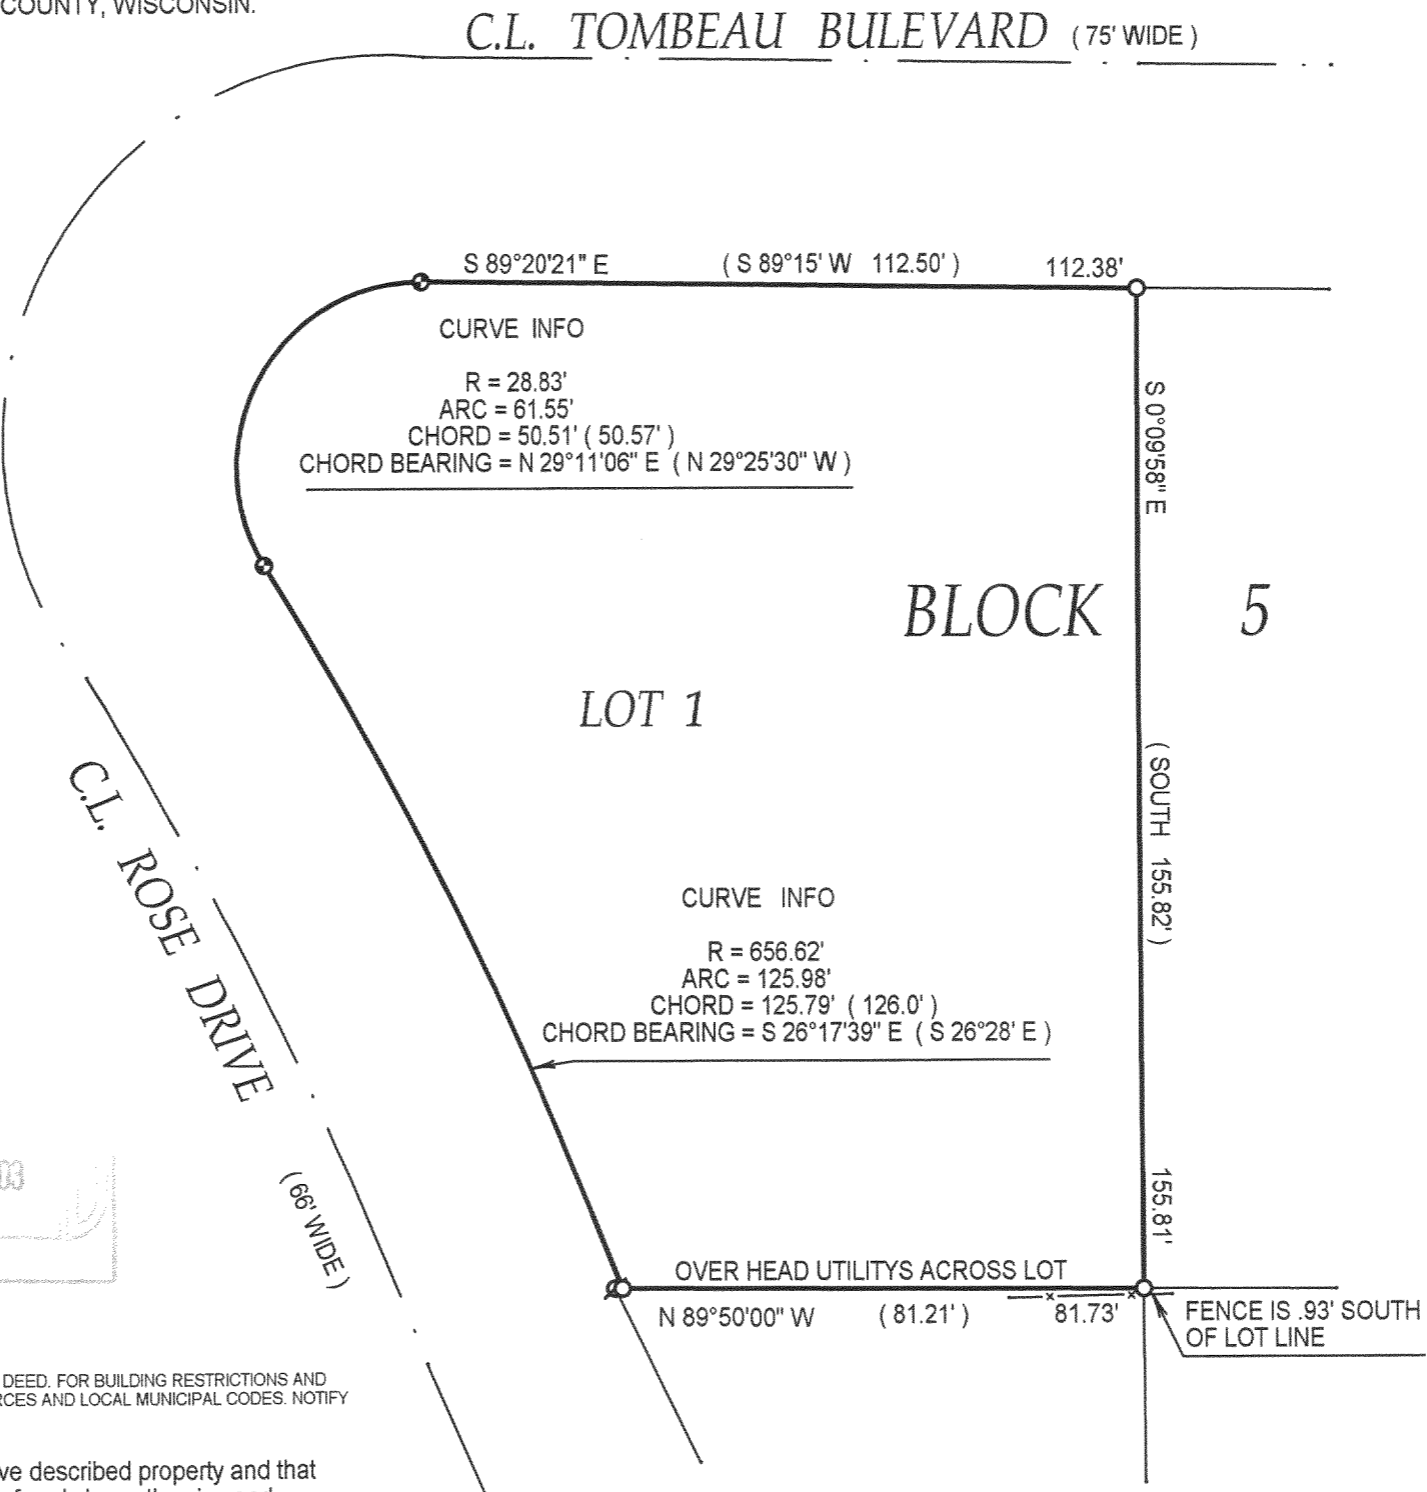 COUNTY, WISCONSIN.
C.L. TOMBEAU BULEVARD ( 75' WIDE )
S 89°20'21" E ( S 89°15' W 112.50' ) 112.38'
CURVE INFO
R = 28.83'
ARC = 61.55'
CHORD = 50.51' ( 50.57' )
CHORD BEARING = N 29°11'06" E ( N 29°25'30" W )
S 0°09'58" E
BLOCK 5
LOT 1
( SOUTH 155.82' )
C.L. ROSE DRIVE
CURVE INFO
R = 656.62'
ARC = 125.98'
CHORD = 125.79' ( 126.0' )
CHORD BEARING = S 26°17'39" E ( S 26°28' E )
155.81'
( 66' WIDE )
OVER HEAD UTILITYS ACROSS LOT
N 89°50'00" W ( 81.21' ) 81.73'
FENCE IS .93' SOUTH
OF LOT LINE
DEED. FOR BUILDING RESTRICTIONS AND
RCES AND LOCAL MUNICIPAL CODES. NOTIFY
ve described property and that